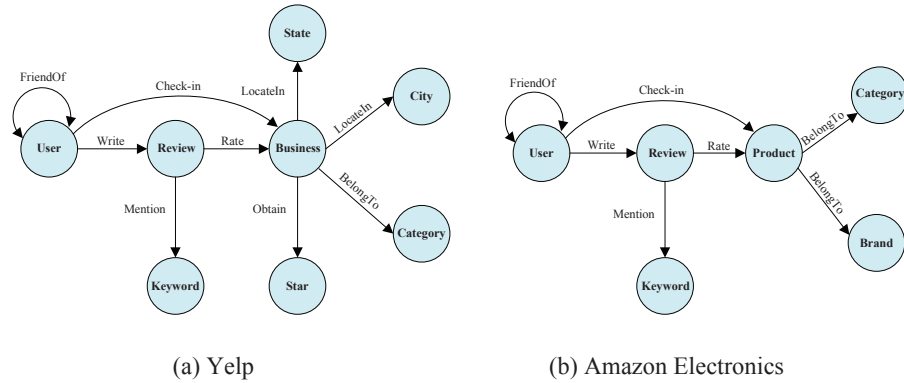 State
FriendOf
Check-in
LocateIn
City
LocateIn
User
Write
Review
Rate
Business
BelongTo
Mention
Obtain
Category
Keyword
Star
(a) Yelp
Category
FriendOf
Check-in
BelongTo
User
Write
Review
Rate
Product
BelongTo
Mention
Brand
Keyword
(b) Amazon Electronics